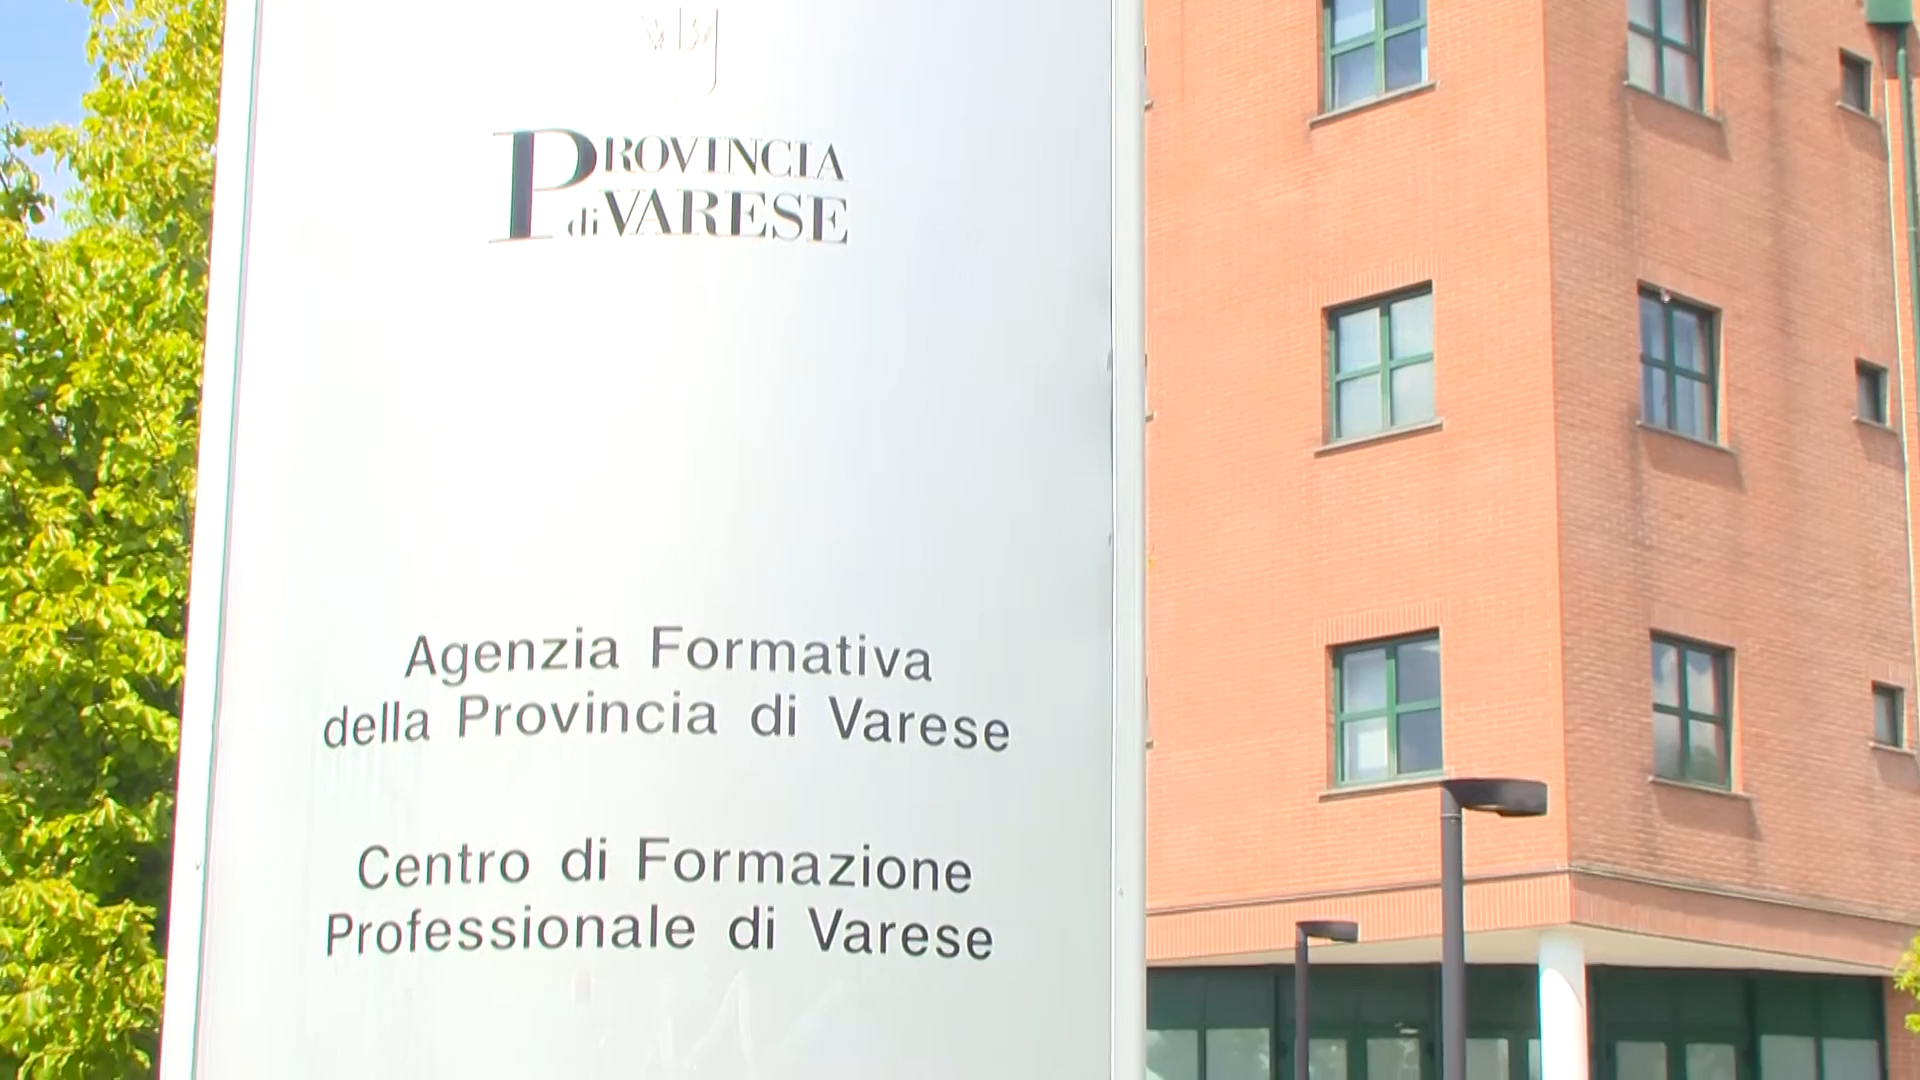 PROVINCIA
di VARESE
Agenzia Formativa
della Provincia di Varese
Centro di Formazione
Professionale di Varese